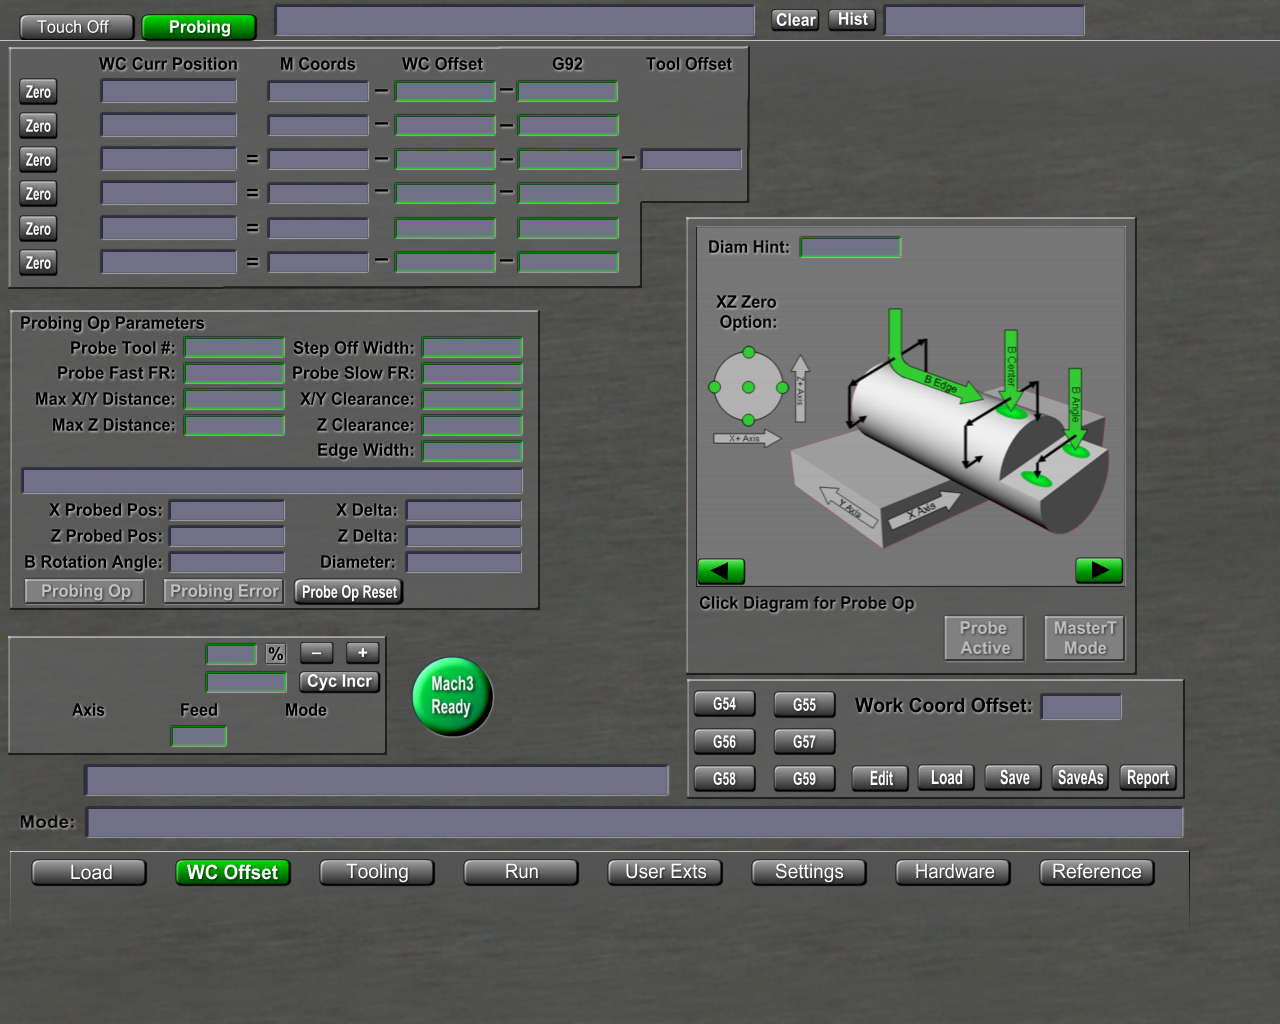 Touch Off Probing Clear Hist
WC Curr Position M Coords WC Offset G92 Tool Offset
Zero – –
Zero – –
Zero = – – –
Zero = – –
Zero =
Zero = – –
Diam Hint:
XZ Zero
Option:
Z+ Axis
X+ Axis
B Edge
B Center
B Angle
Y Axis
X Axis
Click Diagram for Probe Op
Probe
Active
MasterT
Mode
Probing Op Parameters
Probe Tool #: Step Off Width:
Probe Fast FR: Probe Slow FR:
Max X/Y Distance: X/Y Clearance:
Max Z Distance: Z Clearance:
Edge Width:
X Probed Pos: X Delta:
Z Probed Pos: Z Delta:
B Rotation Angle: Diameter:
Probing Op Probing Error Probe Op Reset
% – +
Cyc Incr
Axis Feed Mode
Mach3
Ready
G54 G55 Work Coord Offset:
G56 G57
G58 G59 Edit Load Save SaveAs Report
Mode:
Load WC Offset Tooling Run User Exts Settings Hardware Reference